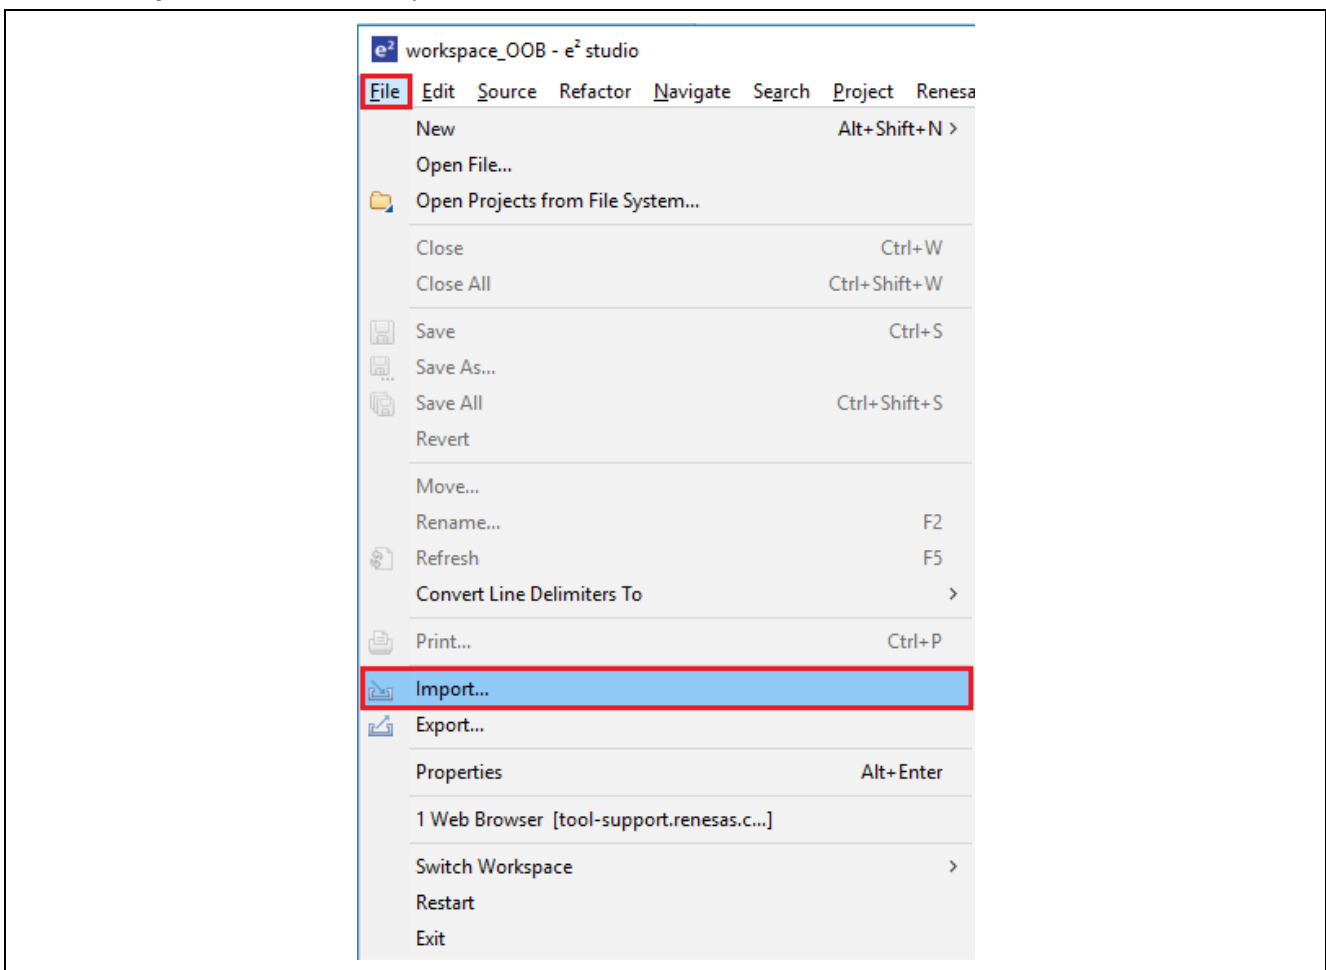 e² workspace_OOB - e² studio
File Edit Source Refactor Navigate Search Project Renesa
New Alt+Shift+N >
Open File...
Open Projects from File System...
Close Ctrl+W
Close All Ctrl+Shift+W
Save Ctrl+S
Save As...
Save All Ctrl+Shift+S
Revert
Move...
Rename... F2
Refresh F5
Convert Line Delimiters To >
Print... Ctrl+P
Import...
Export...
Properties Alt+Enter
1 Web Browser [tool-support.renesas.c...]
Switch Workspace >
Restart
Exit